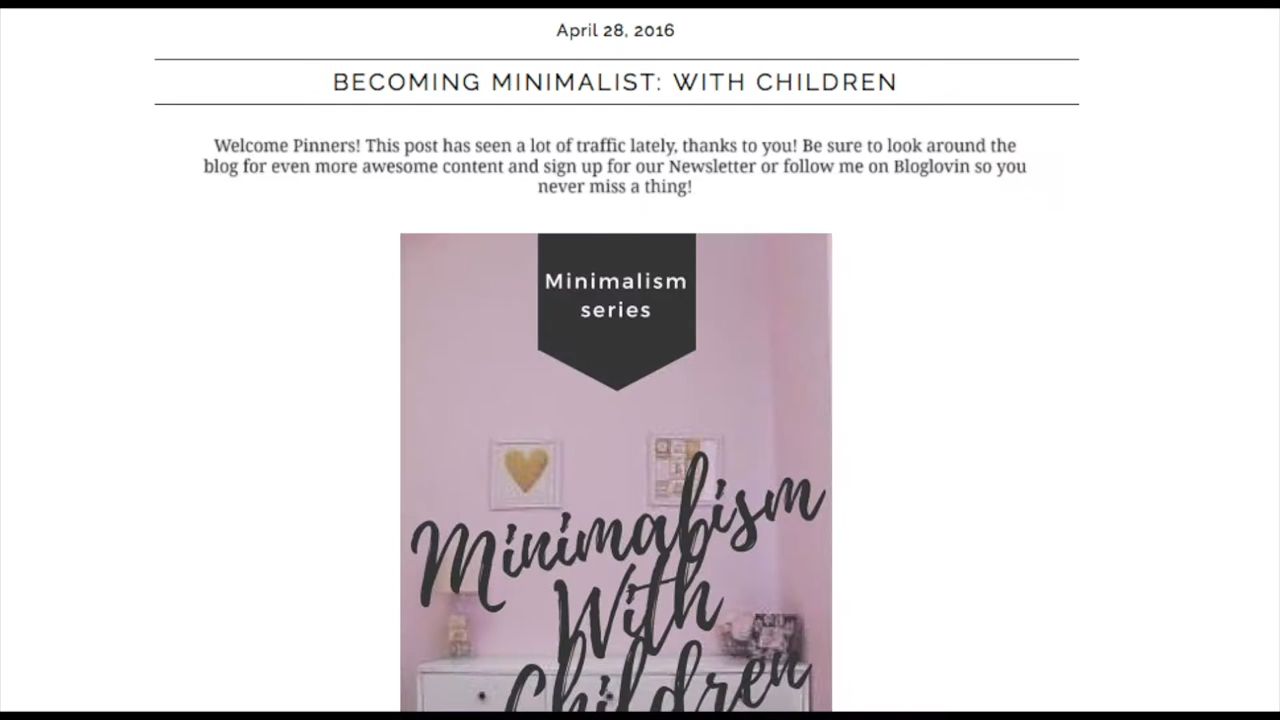 April 28, 2016
BECOMING MINIMALIST: WITH CHILDREN
Welcome Pinners! This post has seen a lot of traffic lately, thanks to you! Be sure to look around the
blog for even more awesome content and sign up for our Newsletter or follow me on Bloglovin so you
never miss a thing!
Minimalism
series
Minimalism
With
Children